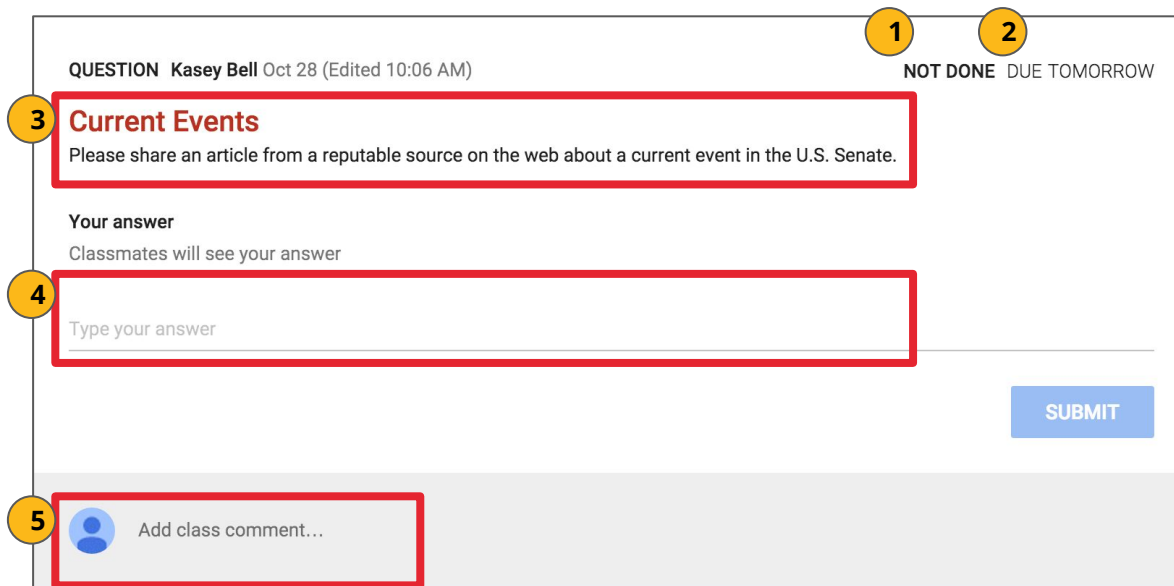 1 2
QUESTION Kasey Bell Oct 28 (Edited 10:06 AM) NOT DONE DUE TOMORROW
3 Current Events
Please share an article from a reputable source on the web about a current event in the U.S. Senate.
Your answer
Classmates will see your answer
4
Type your answer
SUBMIT
5 Add class comment...